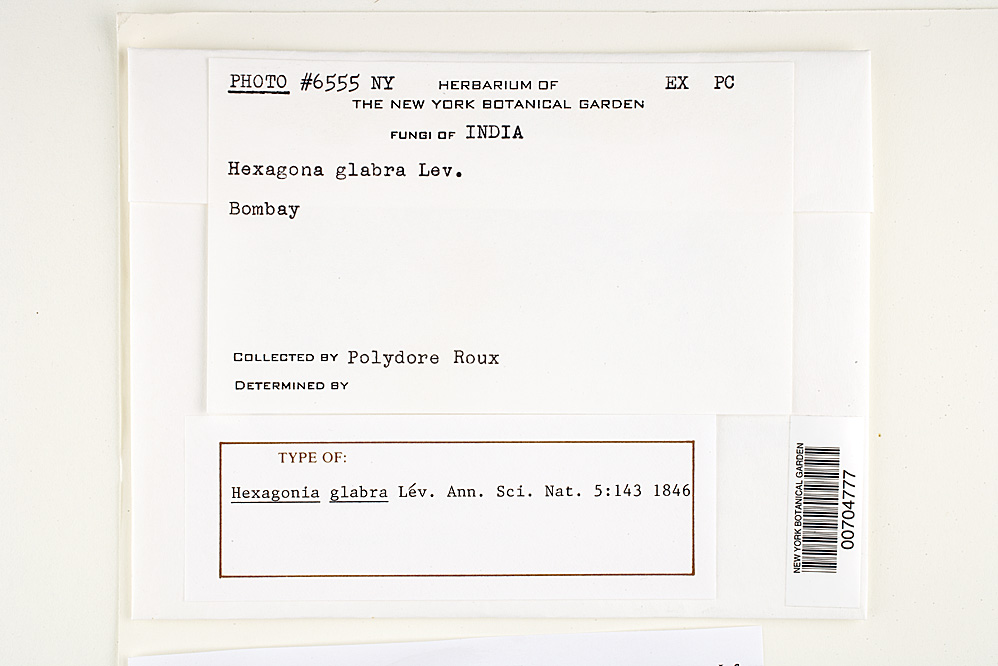 PHOTO #6555 NY HERBARIUM OF EX PC
THE NEW YORK BOTANICAL GARDEN
FUNGI OF INDIA
Hexagona glabra Lev.
Bombay
COLLECTED BY Polydore Roux
DETERMINED BY
TYPE OF:
Hexagonia glabra Lév. Ann. Sci. Nat. 5:143 1846
NEW YORK BOTANICAL GARDEN
00704777